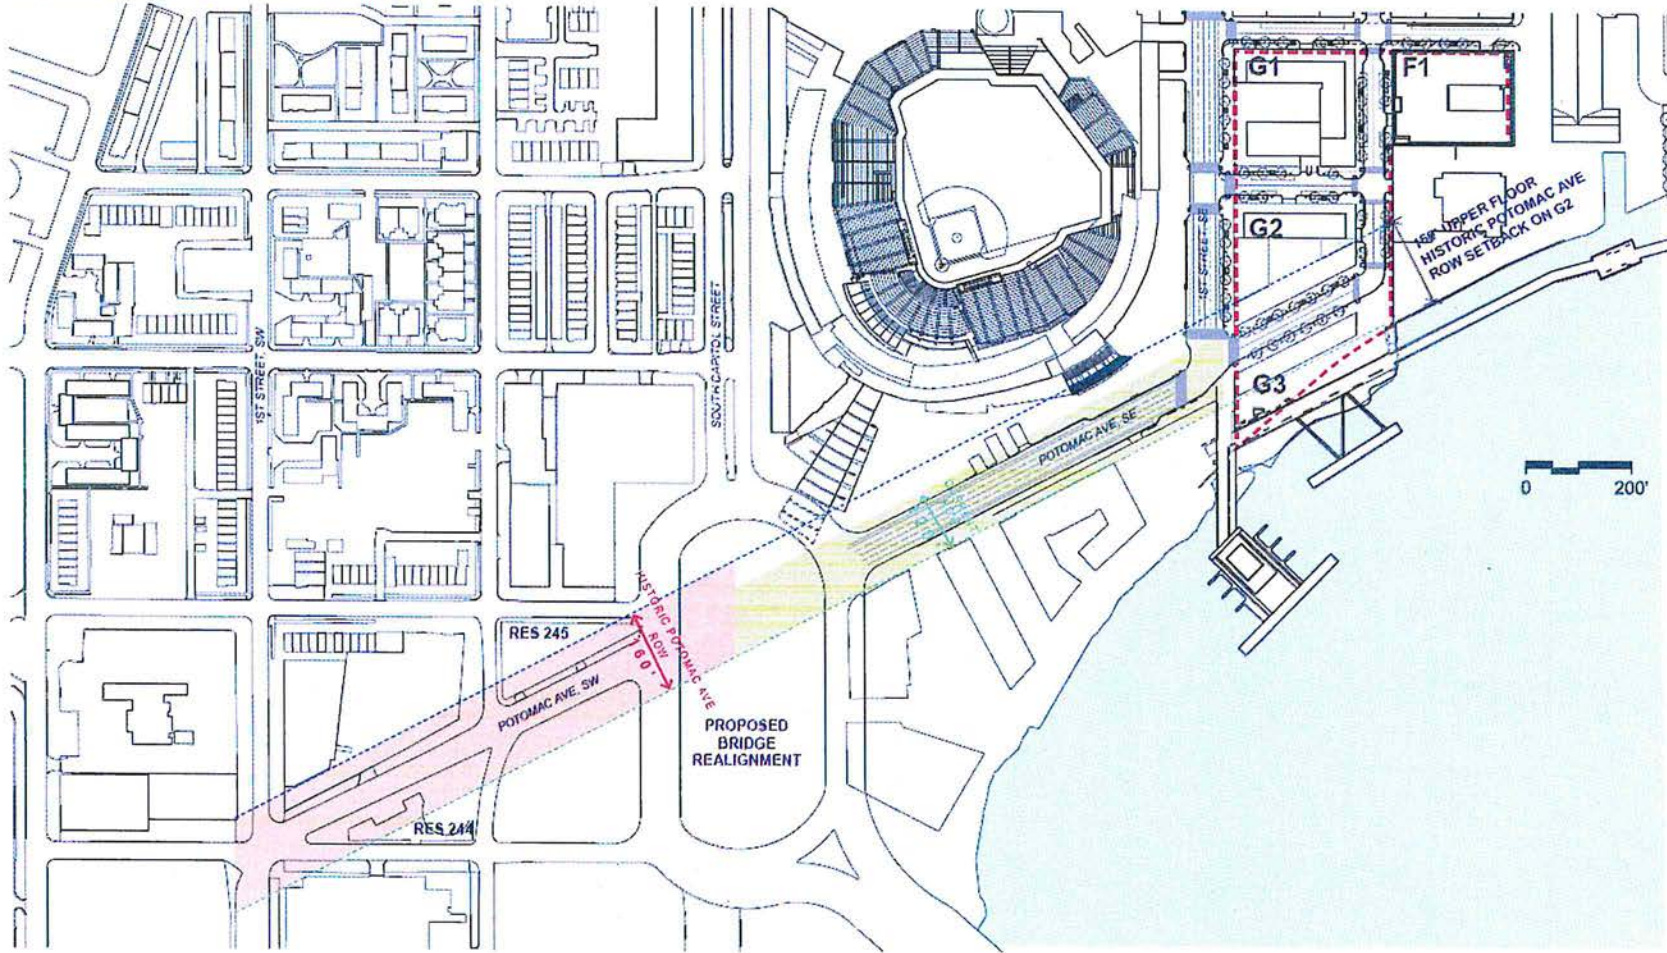 G1
F1
G2
UPPER FLOOR
HISTORIC POTOMAC AVE
ROW SETBACK ON G2
1ST STREET SE
1ST STREET, SW
SOUTH CAPITOL STREET
G3
POTOMAC AVE, SE
0 200'
HISTORIC POTOMAC AVE
ROW
160'
RES 245
POTOMAC AVE, SW
PROPOSED
BRIDGE
REALIGNMENT
RES 244